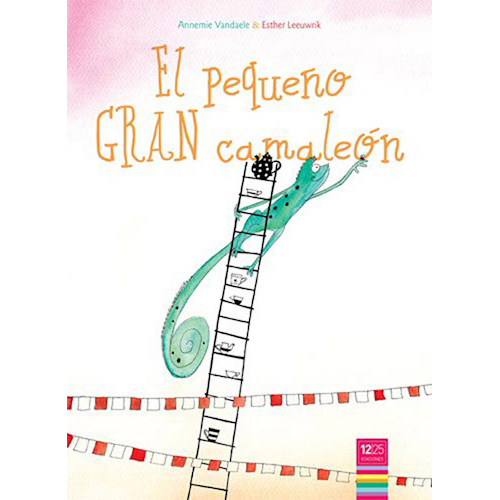 Annemie Vandaele & Esther Leeuwrik
El pequeño
GRAN camaleón
12|25
EDICIONES